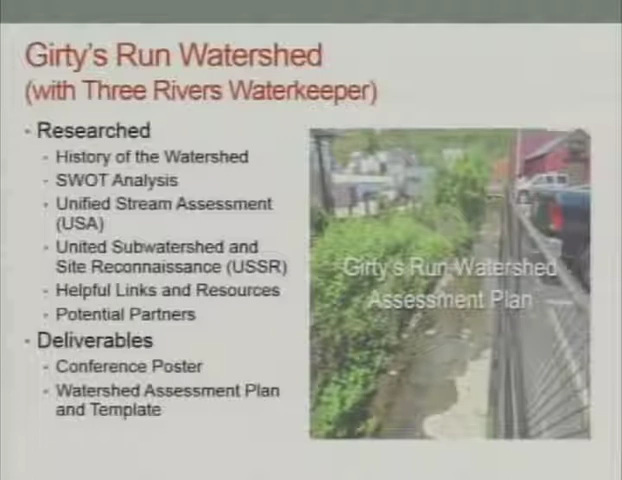 Girty's Run Watershed
(with Three Rivers Waterkeeper)
Researched
History of the Watershed
SWOT Analysis
Unified Stream Assessment
(USA)
United Subwatershed and
Site Reconnaissance (USSR)
Helpful Links and Resources
Potential Partners
Deliverables
Conference Poster
Watershed Assessment Plan
and Template
Girty's Run Watershed
Assessment Plan